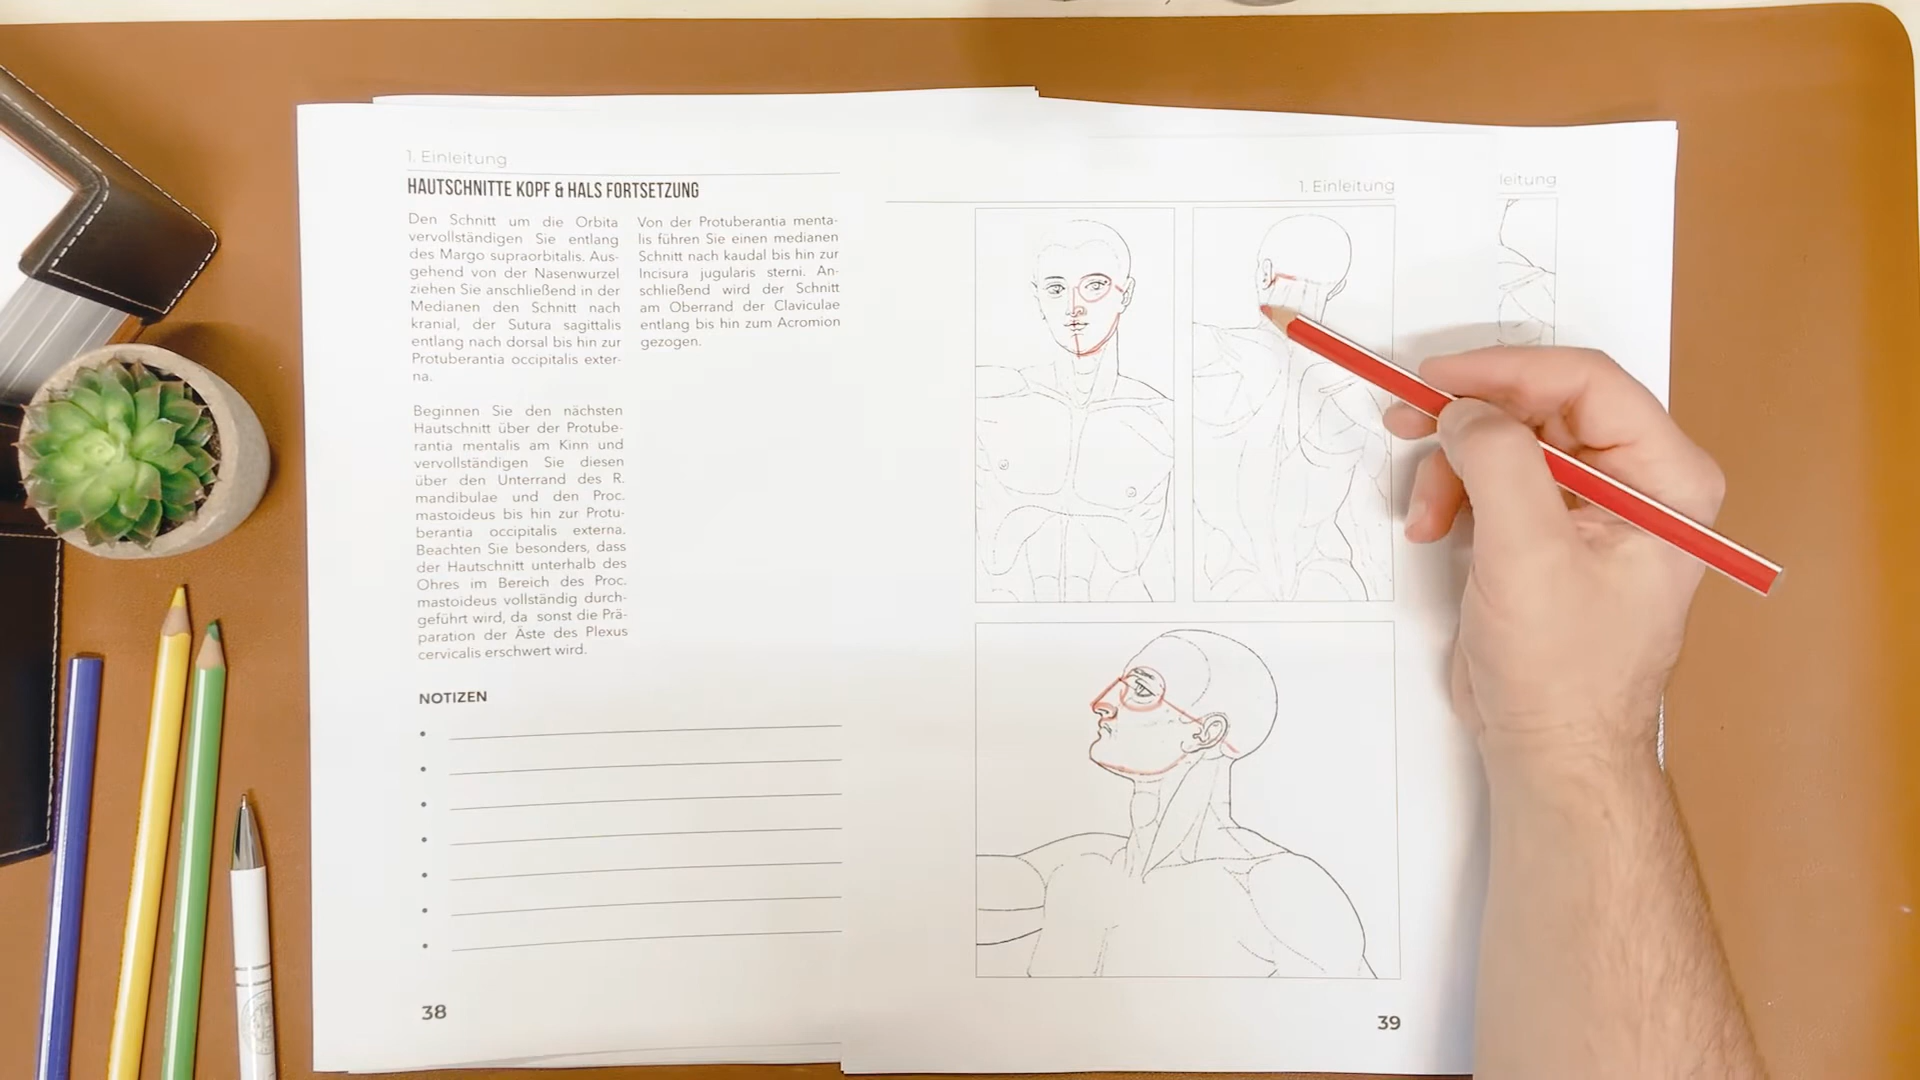 1. Einleitung
HAUTSCHNITTE KOPF & HALS FORTSETZUNG
Den Schnitt um die Orbita
vervollständigen Sie entlang
des Margo supraorbitalis. Aus-
gehend von der Nasenwurzel
ziehen Sie anschließend in der
Medianen den Schnitt nach
kranial, der Sutura sagittalis
entlang nach dorsal bis hin zur
Protuberantia occipitalis exter-
na.
Beginnen Sie den nächsten
Hautschnitt über der Protube-
rantia mentalis am Kinn und
vervollständigen Sie diesen
über den Unterrand des R.
mandibulae und den Proc.
mastoideus bis hin zur Protu-
berantia occipitalis externa.
Beachten Sie besonders, dass
der Hautschnitt unterhalb des
Ohres im Bereich des Proc.
mastoideus vollständig durch-
geführt wird, da sonst die Prä-
paration der Äste des Plexus
cervicalis erschwert wird.
Von der Protuberantia menta-
lis führen Sie einen medianen
Schnitt nach kaudal bis hin zur
Incisura jugularis sterni. An-
schließend wird der Schnitt
am Oberrand der Claviculae
entlang bis hin zum Acromion
gezogen.
NOTIZEN
38
1. Einleitung
39
leitung